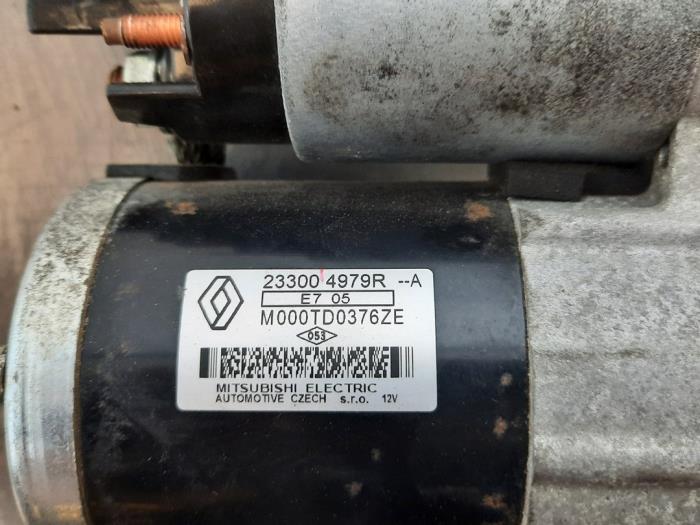 23300 4979R --A
E7 05
M000TD0376ZE
053
MITSUBISHI ELECTRIC
AUTOMOTIVE CZECH s.r.o. 12V